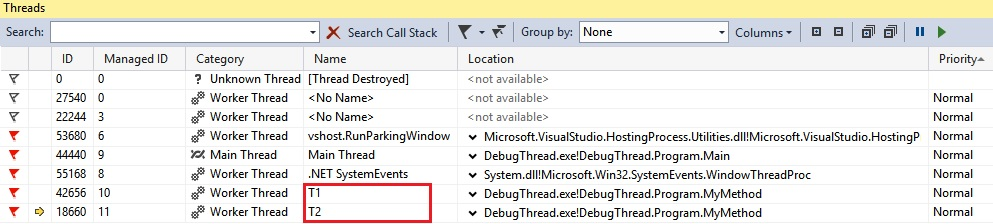 Threads
Search: Search Call Stack Group by: None Columns
ID Managed ID Category Name Location Priority
0 0 ? Unknown Thread [Thread Destroyed] <not available>
27540 0 Worker Thread <No Name> <not available> Normal
22244 3 Worker Thread <No Name> <not available> Normal
53680 6 Worker Thread vshost.RunParkingWindow Microsoft.VisualStudio.HostingProcess.Utilities.dll!Microsoft.VisualStudio.HostingP Normal
44440 9 Main Thread Main Thread DebugThread.exe!DebugThread.Program.Main Normal
55168 8 Worker Thread .NET SystemEvents System.dll!Microsoft.Win32.SystemEvents.WindowThreadProc Normal
42656 10 Worker Thread T1 DebugThread.exe!DebugThread.Program.MyMethod Normal
18660 11 Worker Thread T2 DebugThread.exe!DebugThread.Program.MyMethod Normal